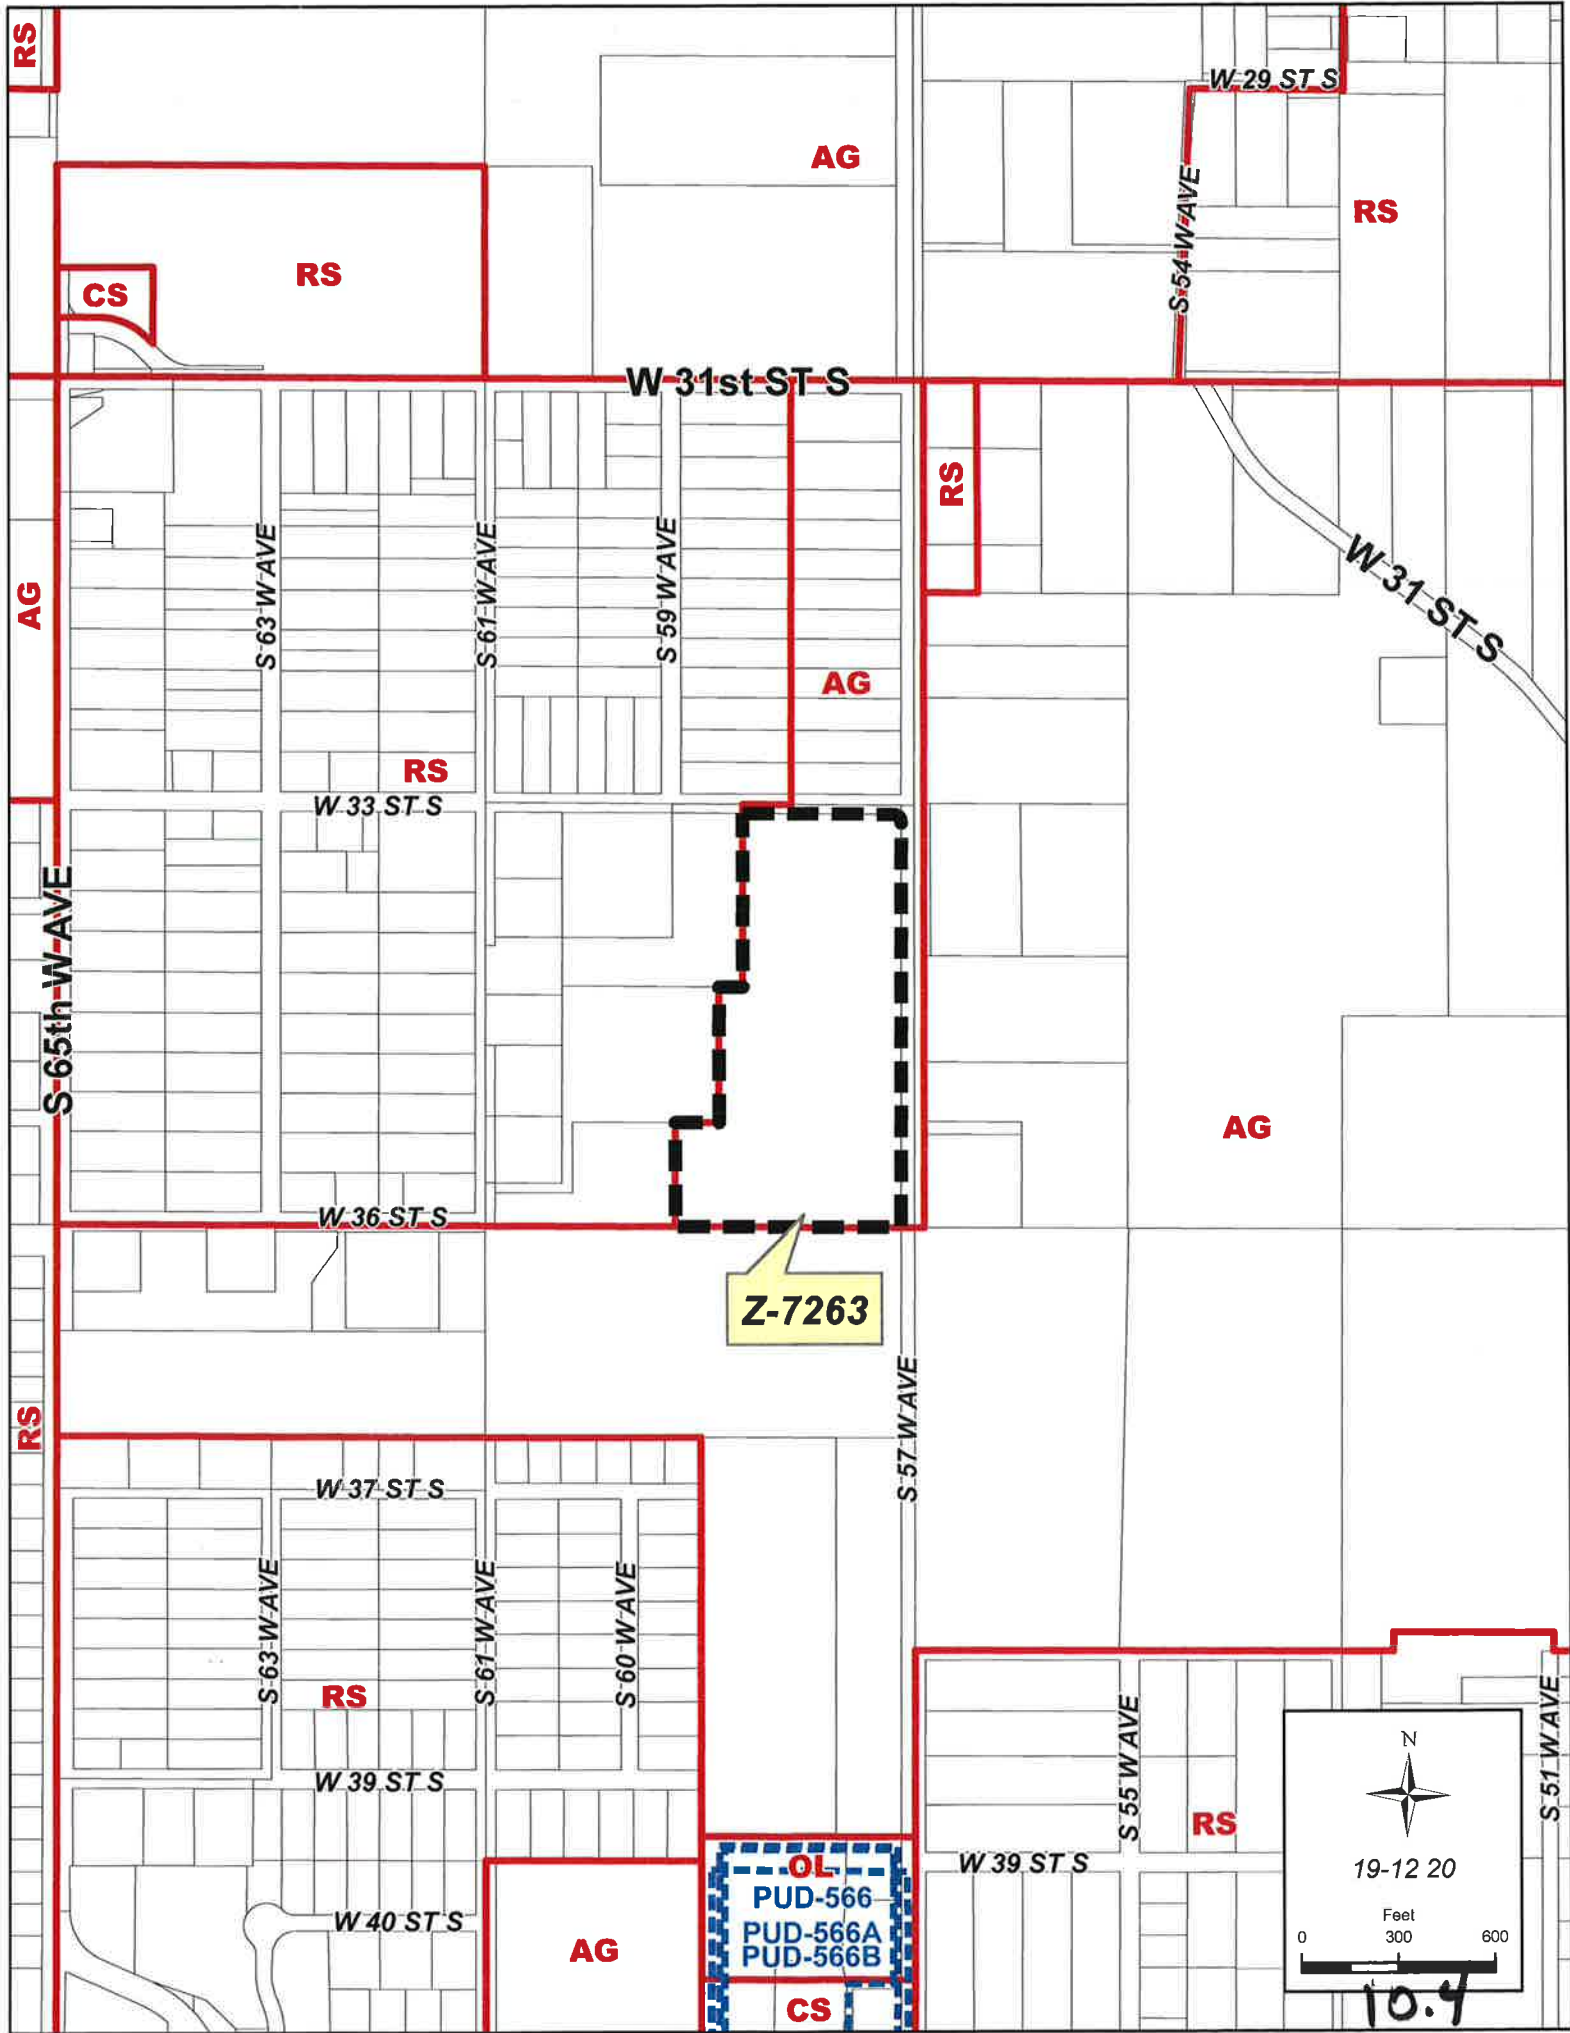 RS
W 29 ST S
AG
S 54 W AVE
RS
RS
CS
W 31st ST S
RS
W 31 ST S
S 63 W AVE
S 61 W AVE
S 59 W AVE
AG
AG
RS
W 33 ST S
S 65th W AVE
AG
W 36 ST S
Z-7263
S 57 W AVE
RS
W 37 ST S
S 63 W AVE
S 61 W AVE
S 60 W AVE
RS
S 55 W AVE
S 51 W AVE
N
W 39 ST S
RS
OL
W 39 ST S
19-12 20
PUD-566
W 40 ST S
Feet
PUD-566A
0 300 600
AG
PUD-566B
CS
10.4